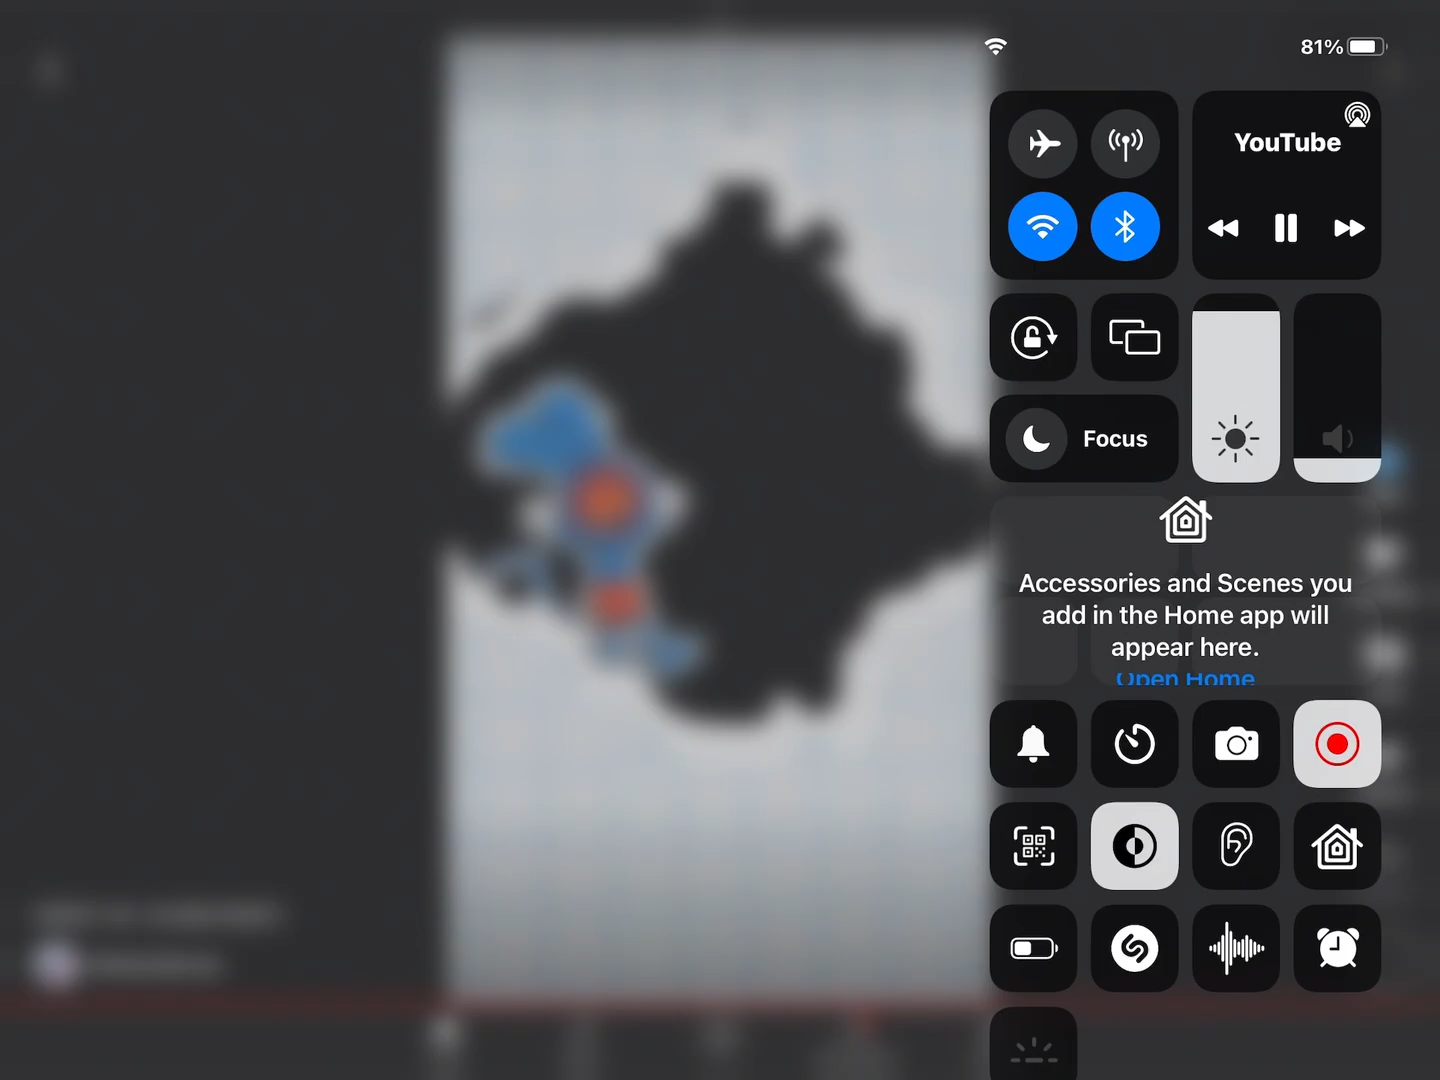 81%
YouTube
Focus
Accessories and Scenes you
add in the Home app will
appear here.
Open Home